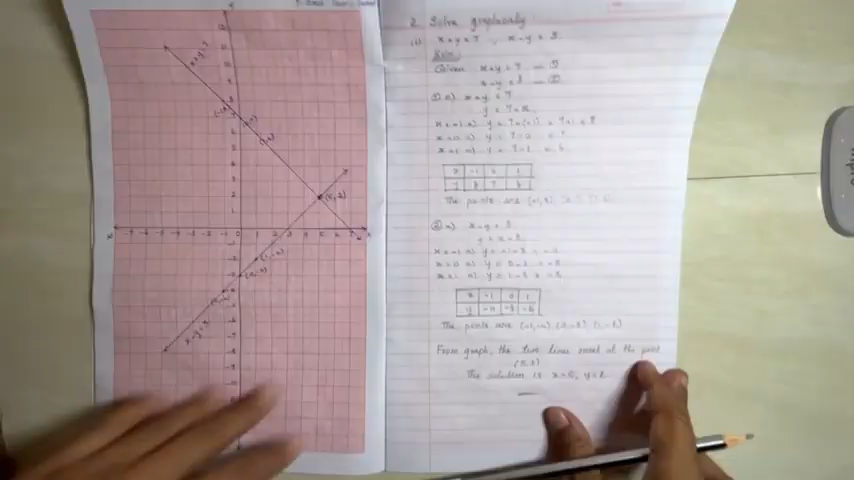 2. Solve graphically
x+y=7 , x-y=3
Soln
Given x+y=7 — ①
x-y=3 — ②
① ⇒ x+y=7
y=7-x
x=-1 ⇒ y=7-(-1) = 7+1 = 8
x=0 ⇒ y=7-0 = 7
x=1 ⇒ y=7-1 = 6
x -1 0 1
y 8 7 6
The points are (-1,8)
② ⇒ x-y=3
y=x-3
x=-1 ⇒ y=-1-3=-4
x=0 ⇒ y=0-3=-3
x=1 ⇒ y=1-3=-2
x -1 0 1
y -4 -3 -2
The points are (-1,-4) (0,-3) (1,-2)
From graph, the two lines meet at the point
(5,2)
The solution is x=5, y=2
x+y=7
(5,2)
(1,-2)
(0,-3)
x-y=3